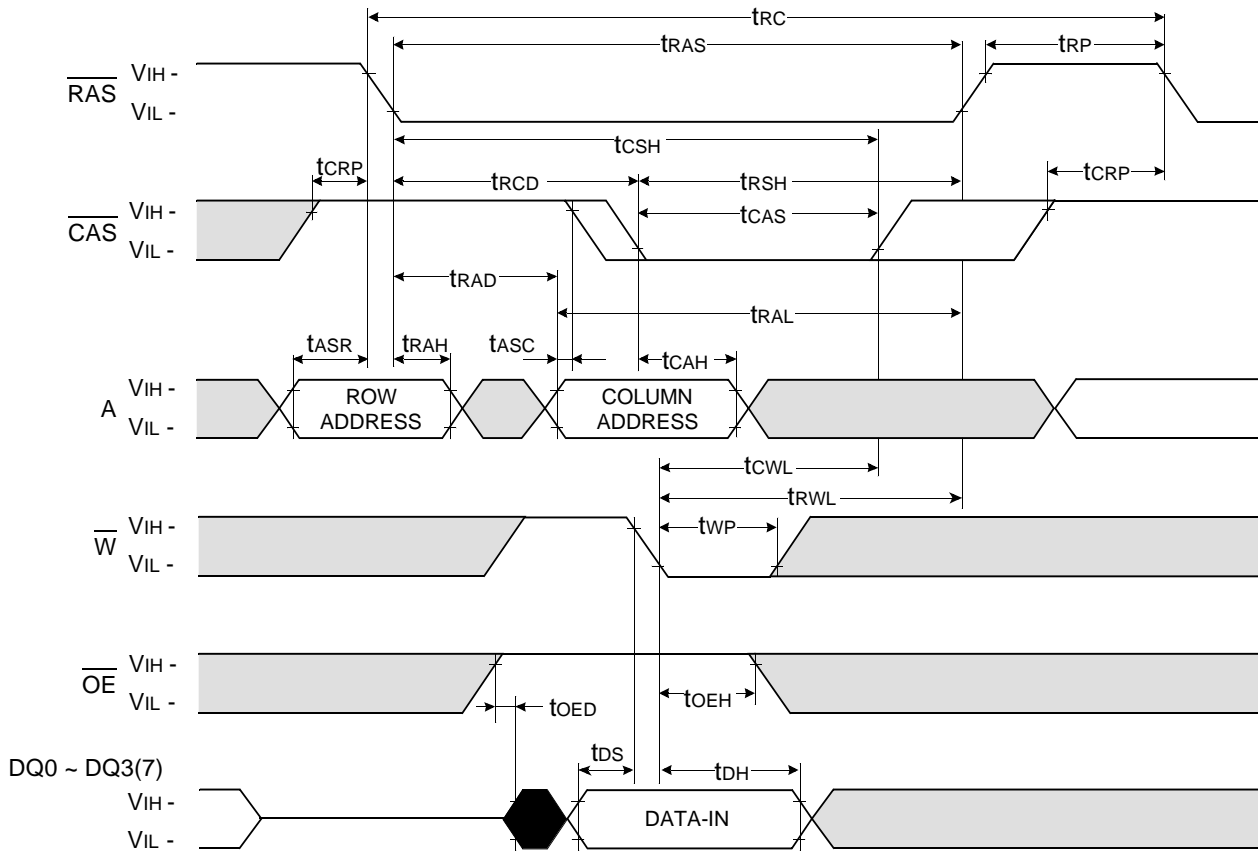 tRC
tRAS
tRP
RAS
VIH -
VIL -
tCSH
tCRP
tRCD
tRSH
tCRP
CAS
VIH -
VIL -
tCAS
tRAD
tRAL
tASR
tRAH
tASC
tCAH
A
VIH -
VIL -
ROW
ADDRESS
COLUMN
ADDRESS
tCWL
tRWL
W
VIH -
VIL -
tWP
OE
VIH -
VIL -
tOEH
tOED
DQ0 ~ DQ3(7)
tDS
tDH
VIH -
VIL -
DATA-IN